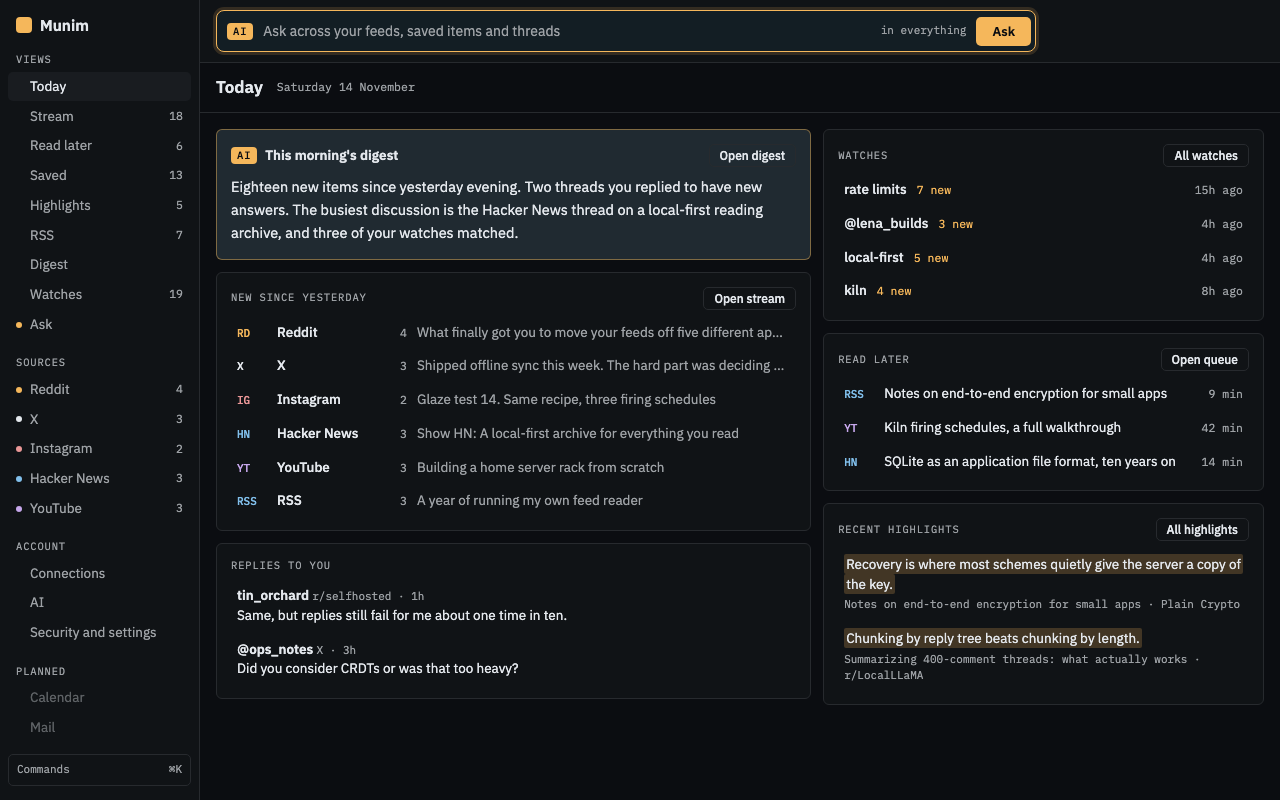 Munim
VIEWS
Today
Stream 18
Read later 6
Saved 13
Highlights 5
RSS 7
Digest
Watches 19
Ask
SOURCES
Reddit 4
X 3
Instagram 2
Hacker News 3
YouTube 3
ACCOUNT
Connections
AI
Security and settings
PLANNED
Calendar
Mail
Commands ⌘K
AI Ask across your feeds, saved items and threads in everything Ask
Today Saturday 14 November
AI This morning's digest Open digest
Eighteen new items since yesterday evening. Two threads you replied to have new
answers. The busiest discussion is the Hacker News thread on a local-first reading
archive, and three of your watches matched.
NEW SINCE YESTERDAY Open stream
RD Reddit 4 What finally got you to move your feeds off five different ap...
X X 3 Shipped offline sync this week. The hard part was deciding ...
IG Instagram 2 Glaze test 14. Same recipe, three firing schedules
HN Hacker News 3 Show HN: A local-first archive for everything you read
YT YouTube 3 Building a home server rack from scratch
RSS RSS 3 A year of running my own feed reader
REPLIES TO YOU
tin_orchard r/selfhosted · 1h
Same, but replies still fail for me about one time in ten.
@ops_notes X · 3h
Did you consider CRDTs or was that too heavy?
WATCHES All watches
rate limits 7 new 15h ago
@lena_builds 3 new 4h ago
local-first 5 new 4h ago
kiln 4 new 8h ago
READ LATER Open queue
RSS Notes on end-to-end encryption for small apps 9 min
YT Kiln firing schedules, a full walkthrough 42 min
HN SQLite as an application file format, ten years on 14 min
RECENT HIGHLIGHTS All highlights
Recovery is where most schemes quietly give the server a copy of
the key.
Notes on end-to-end encryption for small apps · Plain Crypto
Chunking by reply tree beats chunking by length.
Summarizing 400-comment threads: what actually works ·
r/LocalLLaMA